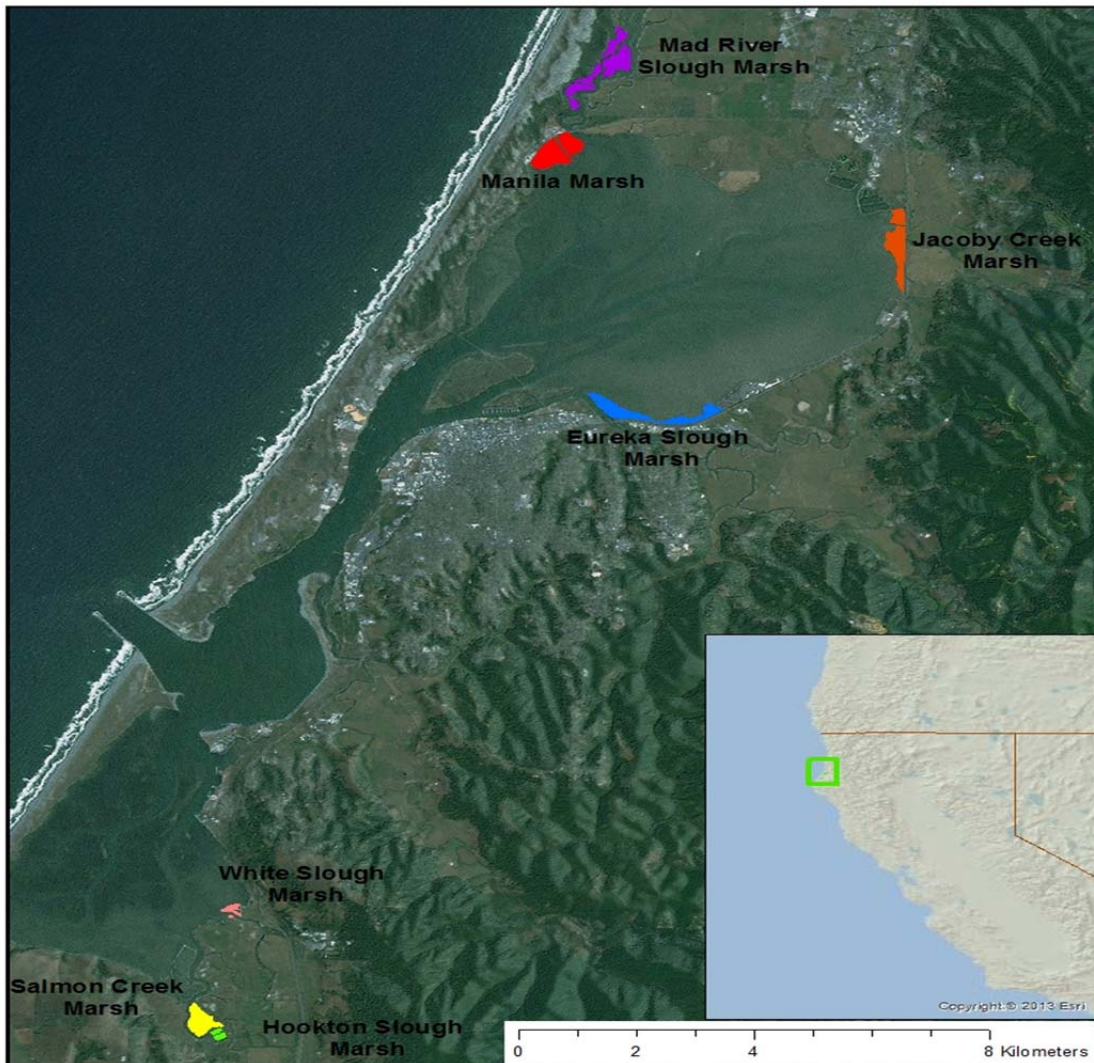 Mad River
Slough Marsh
Manila Marsh
Jacoby Creek
Marsh
Eureka Slough
Marsh
White Slough
Marsh
Salmon Creek
Marsh
Hookton Slough
Marsh
Copyright:© 2013 Esri
0 2 4 8 Kilometers